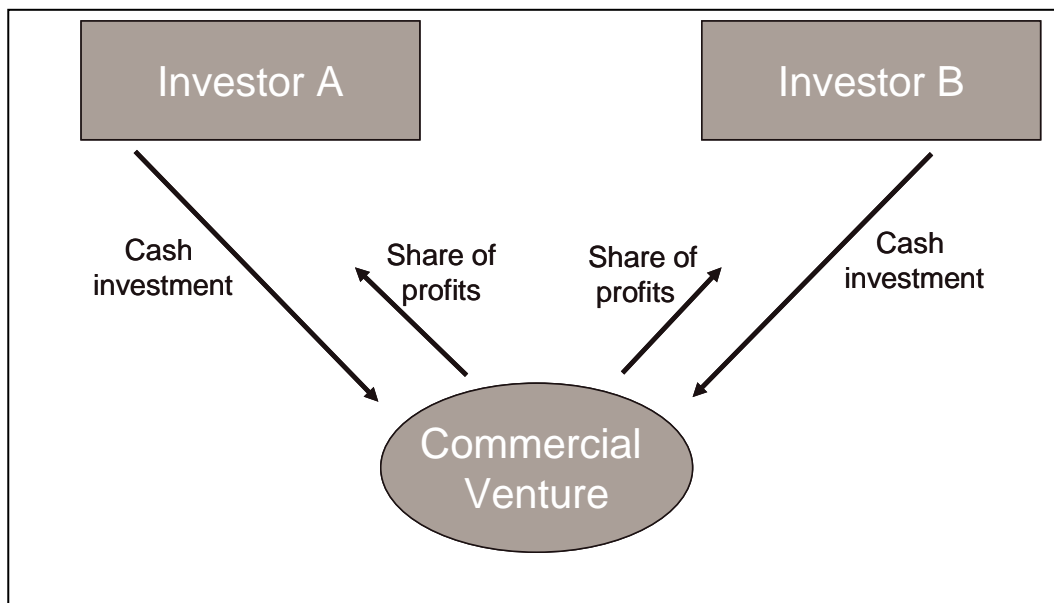 Investor A
Investor B
Cash
investment
Share of
profits
Share of
profits
Cash
investment
Commercial
Venture